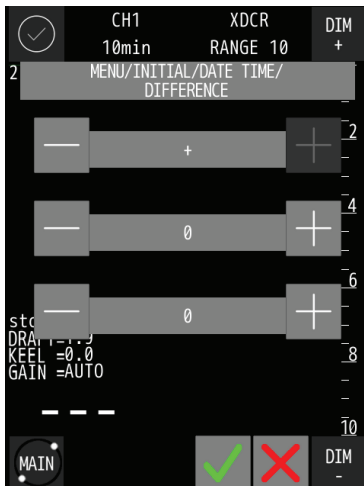 CH1 XDCR DIM
10min RANGE 10 +
2 MENU/INITIAL/DATE TIME/
DIFFERENCE
2
— + +
4
— 0 +
6
— 0 +
DRAFT=1.9
KEEL =0.0
8
GAIN =AUTO
— — —
10
MAIN DIM
-